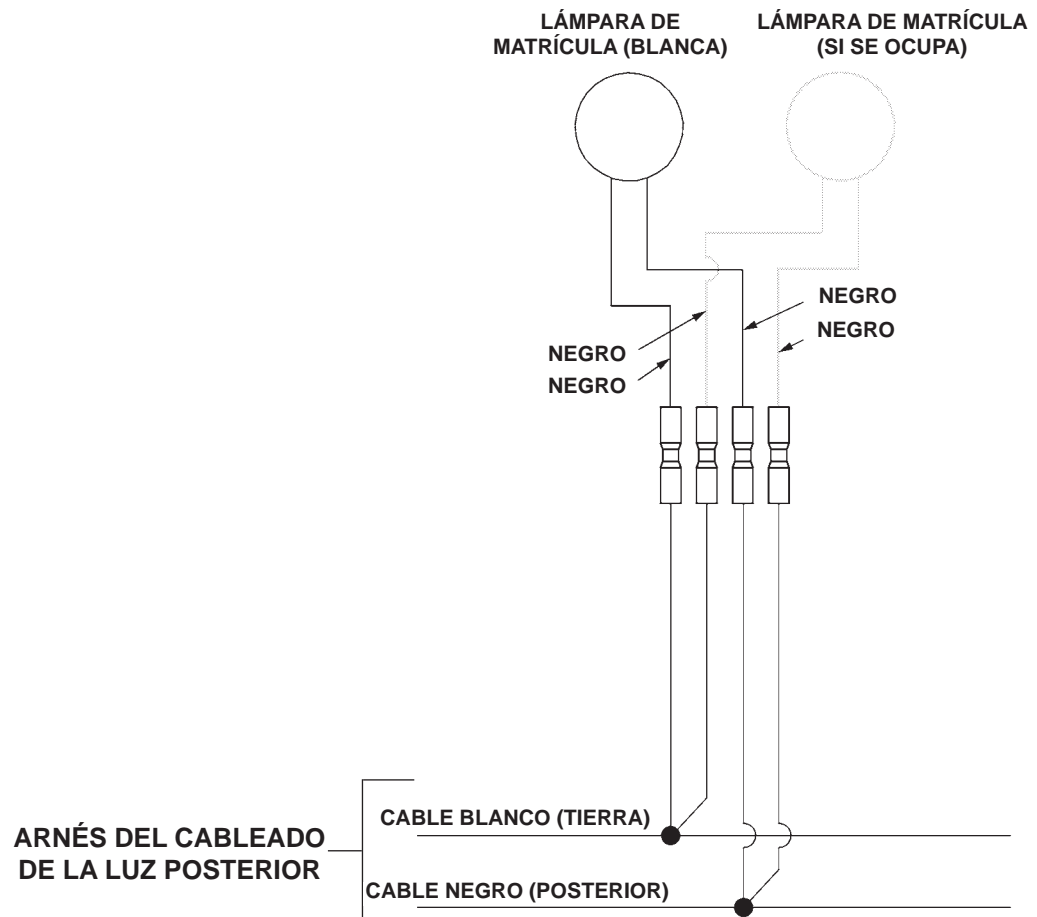 LÁMPARA DE
MATRÍCULA (BLANCA)
LÁMPARA DE MATRÍCULA
(SI SE OCUPA)
NEGRO
NEGRO
NEGRO
NEGRO
ARNÉS DEL CABLEADO
DE LA LUZ POSTERIOR
CABLE BLANCO (TIERRA)
CABLE NEGRO (POSTERIOR)